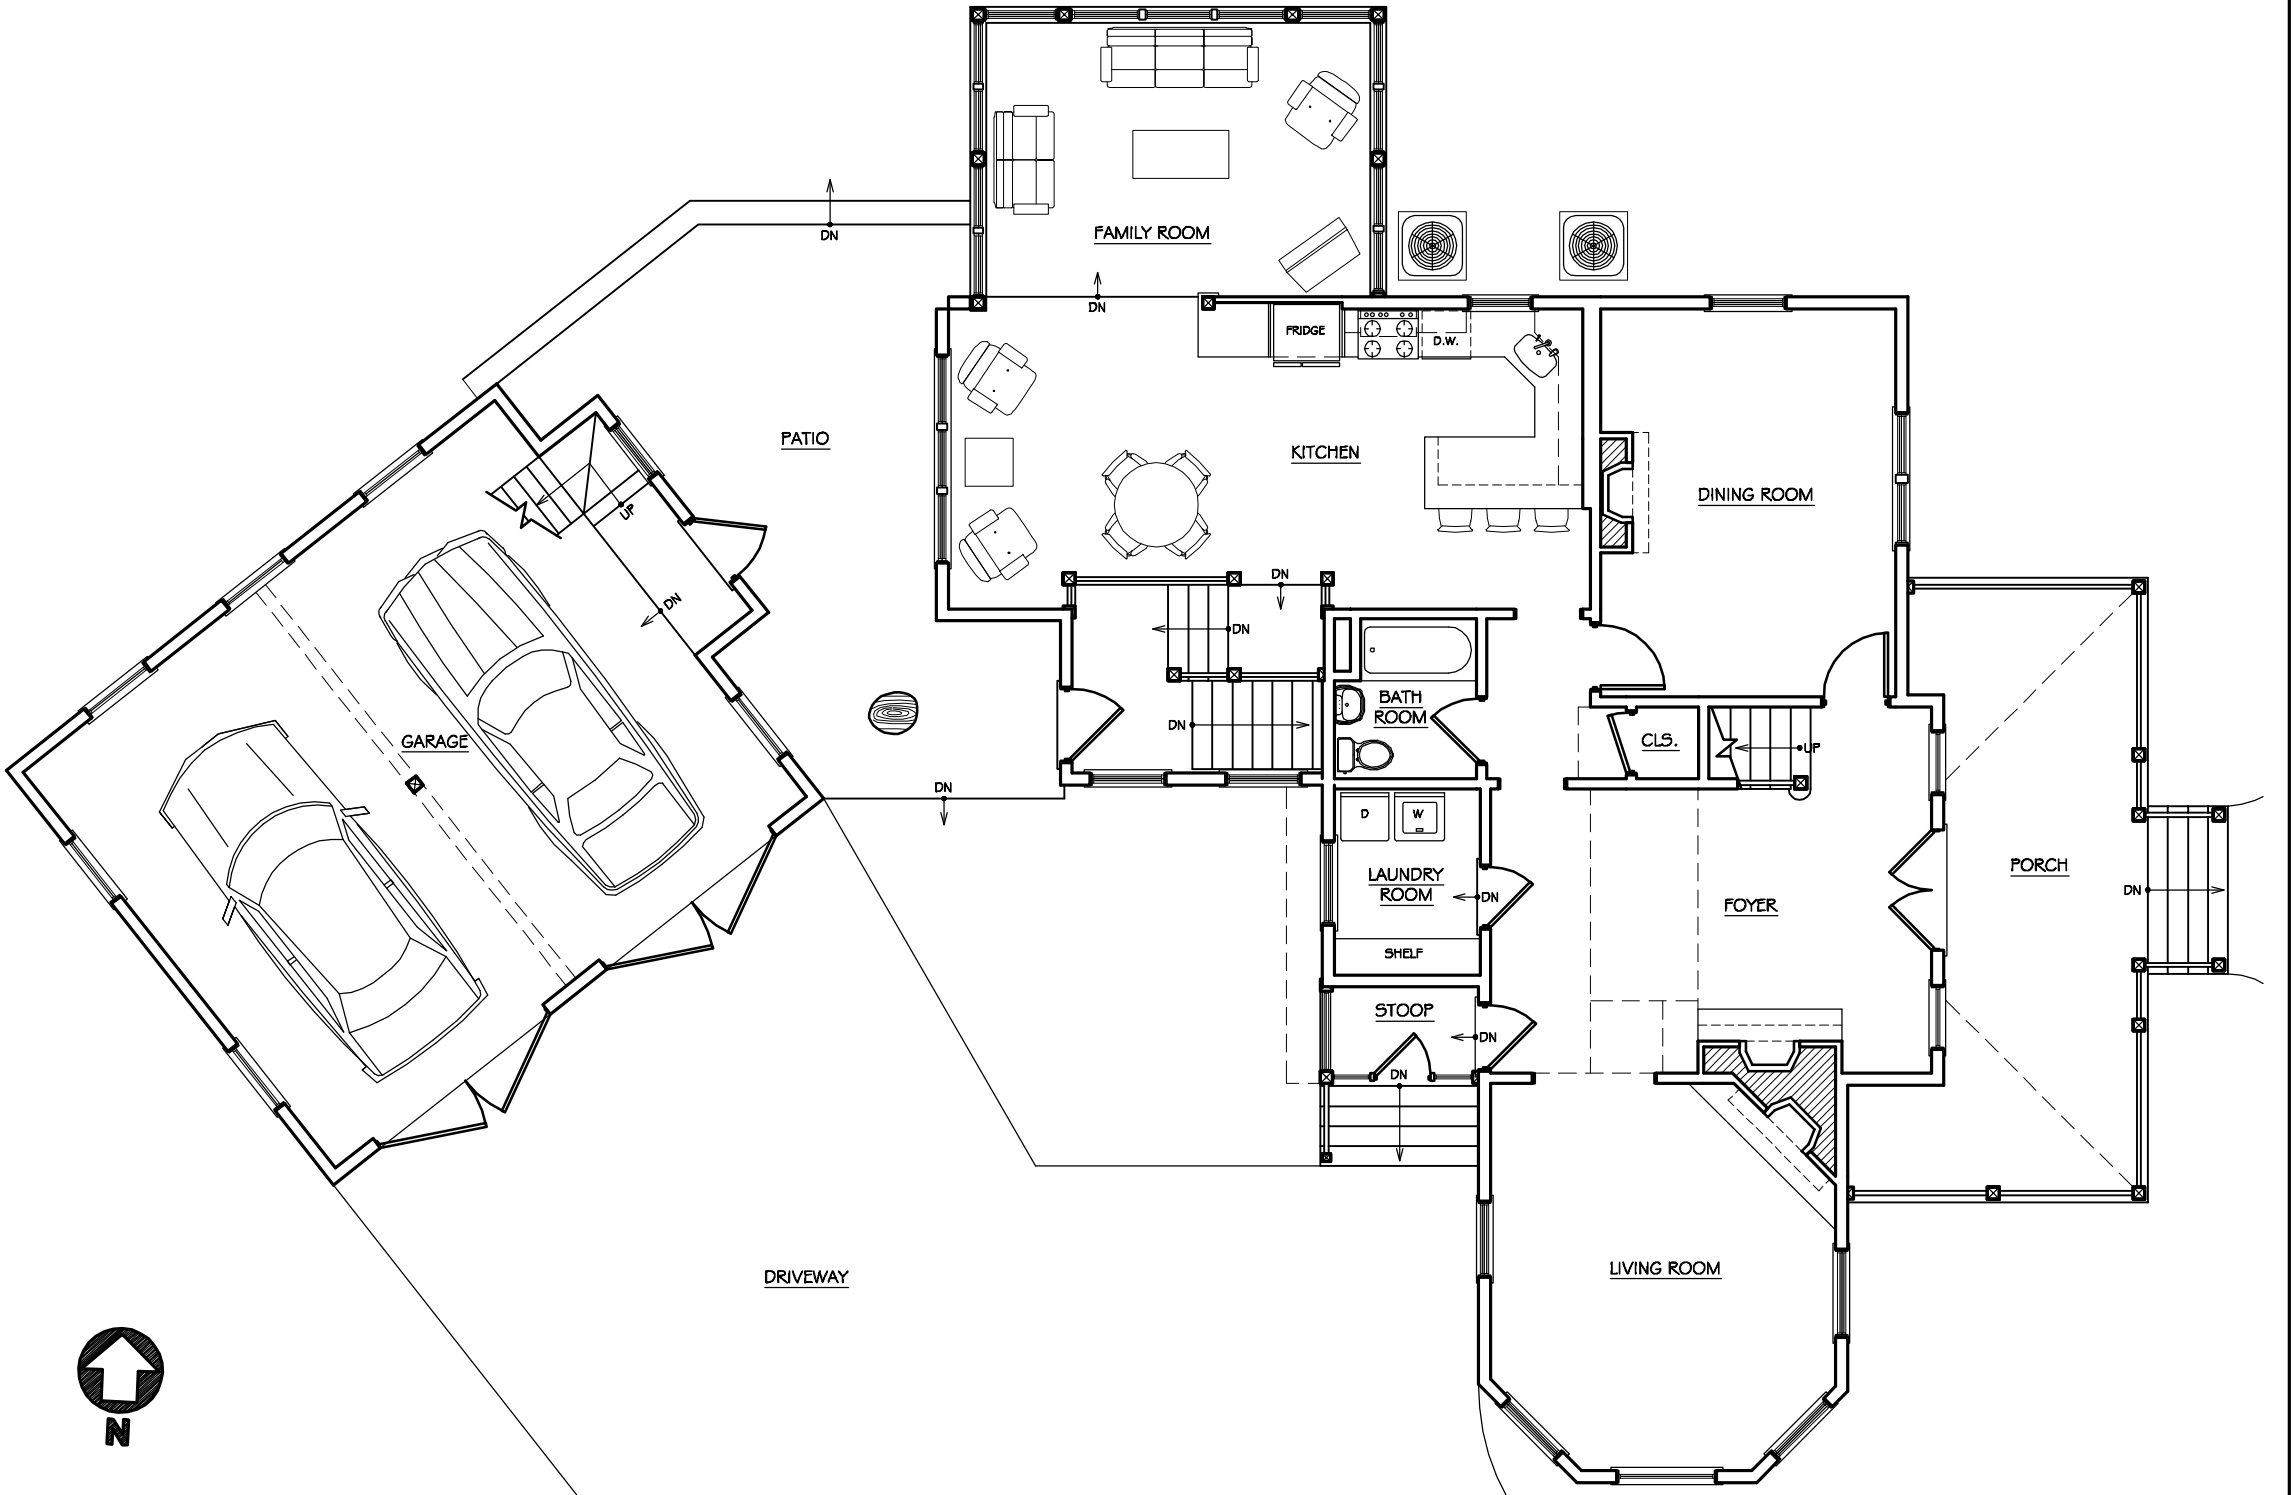 FAMILY ROOM
DN
DN
FRIDGE
D.W.
PATIO
KITCHEN
DINING ROOM
UP
DN
DN
DN
DN
BATH
ROOM
GARAGE
CLS.
UP
DN
D
W
LAUNDRY
ROOM
DN
SHELF
FOYER
PORCH
DN
STOOP
DN
DN
DRIVEWAY
LIVING ROOM
N